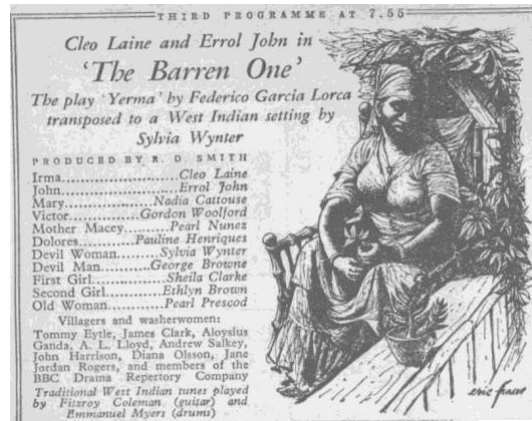 THIRD PROGRAMME AT 7.55
Cleo Laine and Errol John in
'The Barren One'
The play 'Yerma' by Federico Garcia Lorca
transposed to a West Indian setting by
Sylvia Wynter
PRODUCED BY R. D. SMITH
Irma....................Cleo Laine
John....................Errol John
Mary...............Nadia Cattouse
Victor...........Gordon Woolford
Mother Macey......Pearl Nunez
Dolores.........Pauline Henriques
Devil Woman......Sylvia Wynter
Devil Man.........George Browne
First Girl............Sheila Clarke
Second Girl.........Ethlyn Brown
Old Woman.........Pearl Prescod
Villagers and washerwomen:
Tommy Eytle, James Clark, Aloysius
Ganda, A. L. Lloyd, Andrew Salkey,
John Harrison, Diana Olsson, Jane
Jordan Rogers, and members of the
BBC Drama Repertory Company
Traditional West Indian tunes played
by Fitzroy Coleman (guitar) and
Emmanuel Myers (drums)
eric fraser